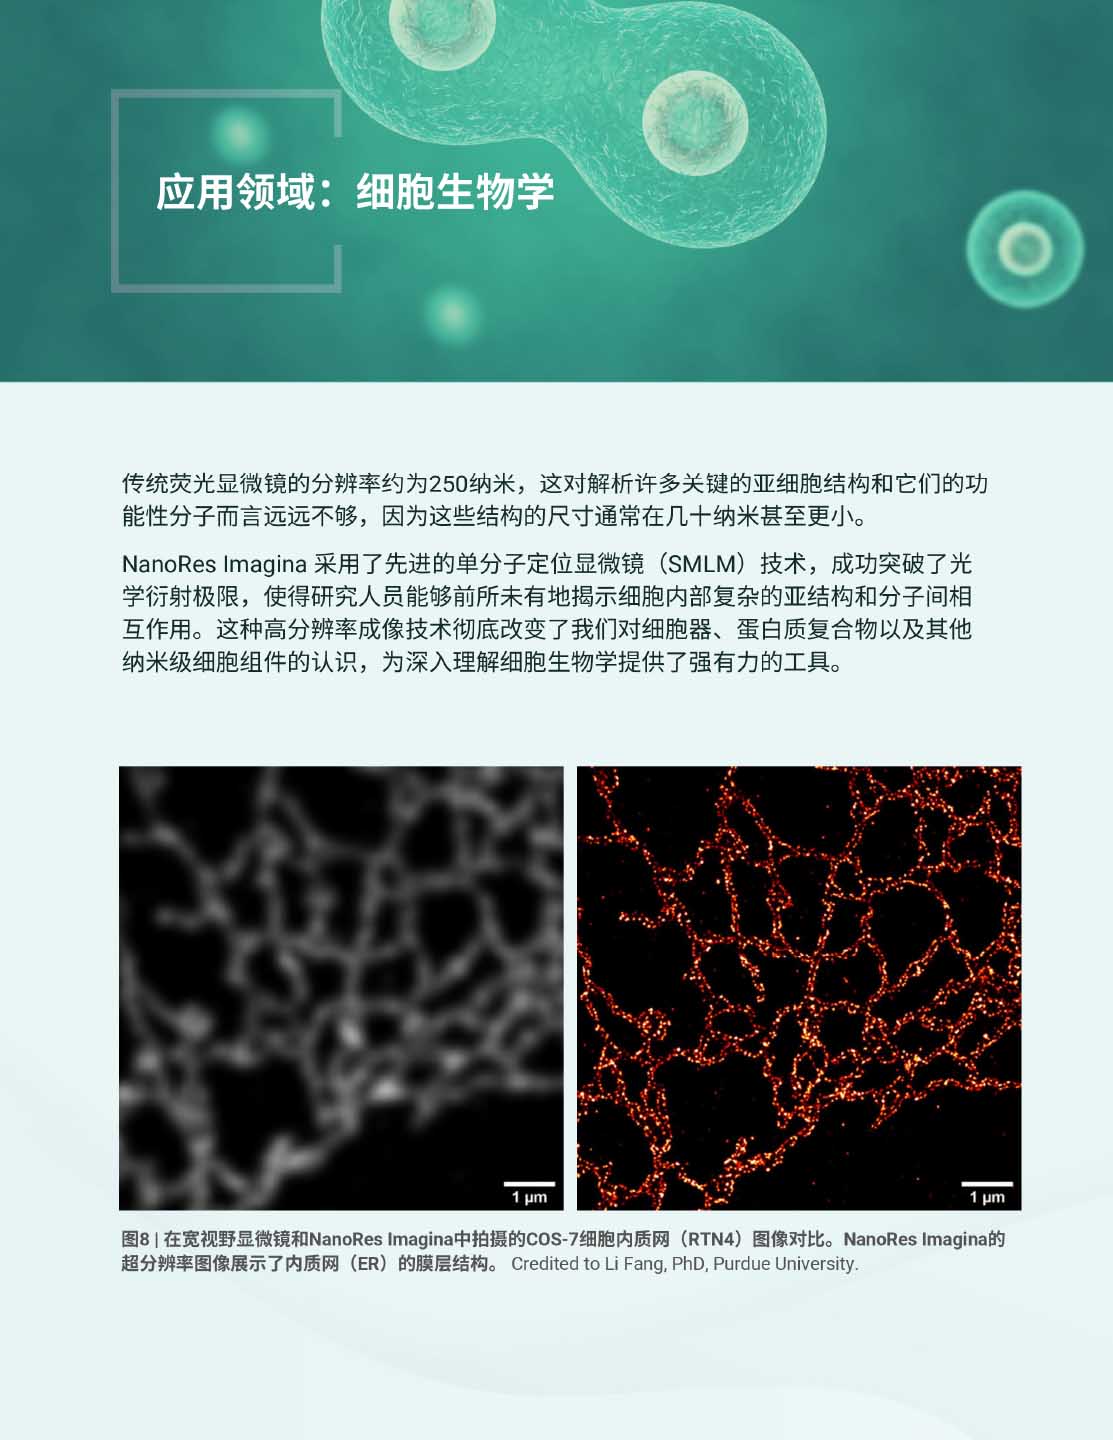 应用领域：细胞生物学
传统荧光显微镜的分辨率约为250纳米，这对解析许多关键的亚细胞结构和它们的功
能性分子而言远远不够，因为这些结构的尺寸通常在几十纳米甚至更小。
NanoRes Imagina 采用了先进的单分子定位显微镜（SMLM）技术，成功突破了光
学衍射极限，使得研究人员能够前所未有地揭示细胞内部复杂的亚结构和分子间相
互作用。这种高分辨率成像技术彻底改变了我们对细胞器、蛋白质复合物以及其他
纳米级细胞组件的认识，为深入理解细胞生物学提供了强有力的工具。
1 μm
1 μm
图8 | 在宽视野显微镜和NanoRes Imagina中拍摄的COS-7细胞内质网（RTN4）图像对比。NanoRes Imagina的
超分辨率图像展示了内质网（ER）的膜层结构。 Credited to Li Fang, PhD, Purdue University.